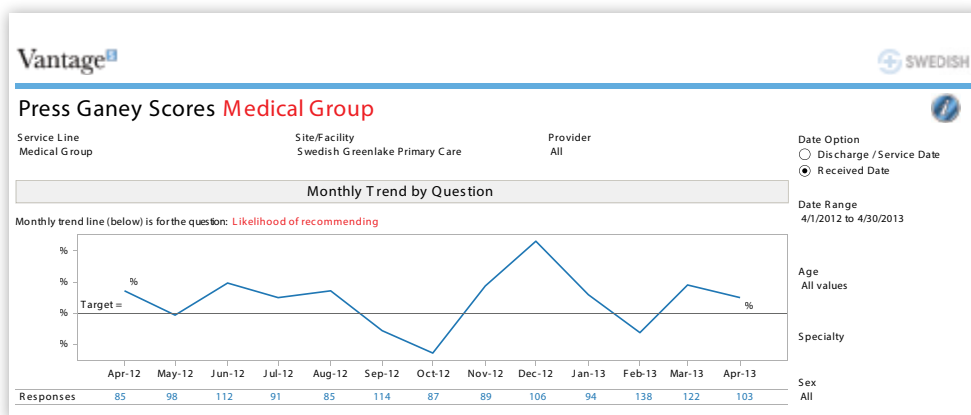 Vantage
SWEDISH
Press Ganey Scores Medical Group
Service Line
Medical Group
Site/Facility
Swedish Greenlake Primary Care
Provider
All
Date Option
Discharge / Service Date
Received Date
Date Range
4/1/2012 to 4/30/2013
Age
All values
Specialty
Sex
All
Monthly Trend by Question
Monthly trend line (below) is for the question: Likelihood of recommending
%
%
%
%
%
Target =
%
Apr-12 May-12 Jun-12 Jul-12 Aug-12 Sep-12 Oct-12 Nov-12 Dec-12 Jan-13 Feb-13 Mar-13 Apr-13
Responses 85 98 112 91 85 114 87 89 106 94 138 122 103